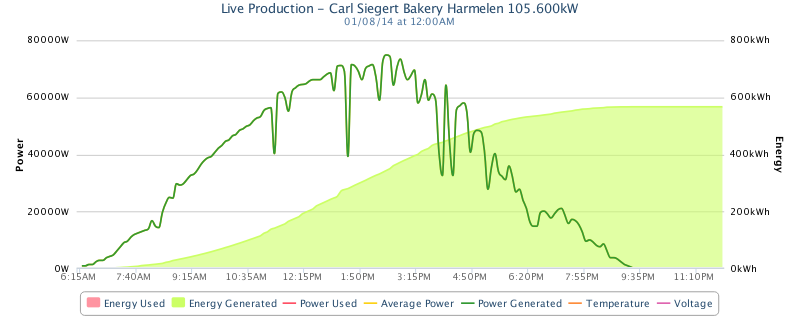 Live Production - Carl Siegert Bakery Harmelen 105.600kW
01/08/14 at 12:00AM
80000W
60000W
40000W
20000W
0W
Power
800kWh
600kWh
400kWh
200kWh
0kWh
Energy
6:15AM 7:40AM 9:15AM 10:35AM 12:15PM 1:50PM 3:15PM 4:50PM 6:20PM 7:55PM 9:35PM 11:10PM
Energy Used Energy Generated Power Used Average Power Power Generated Temperature Voltage